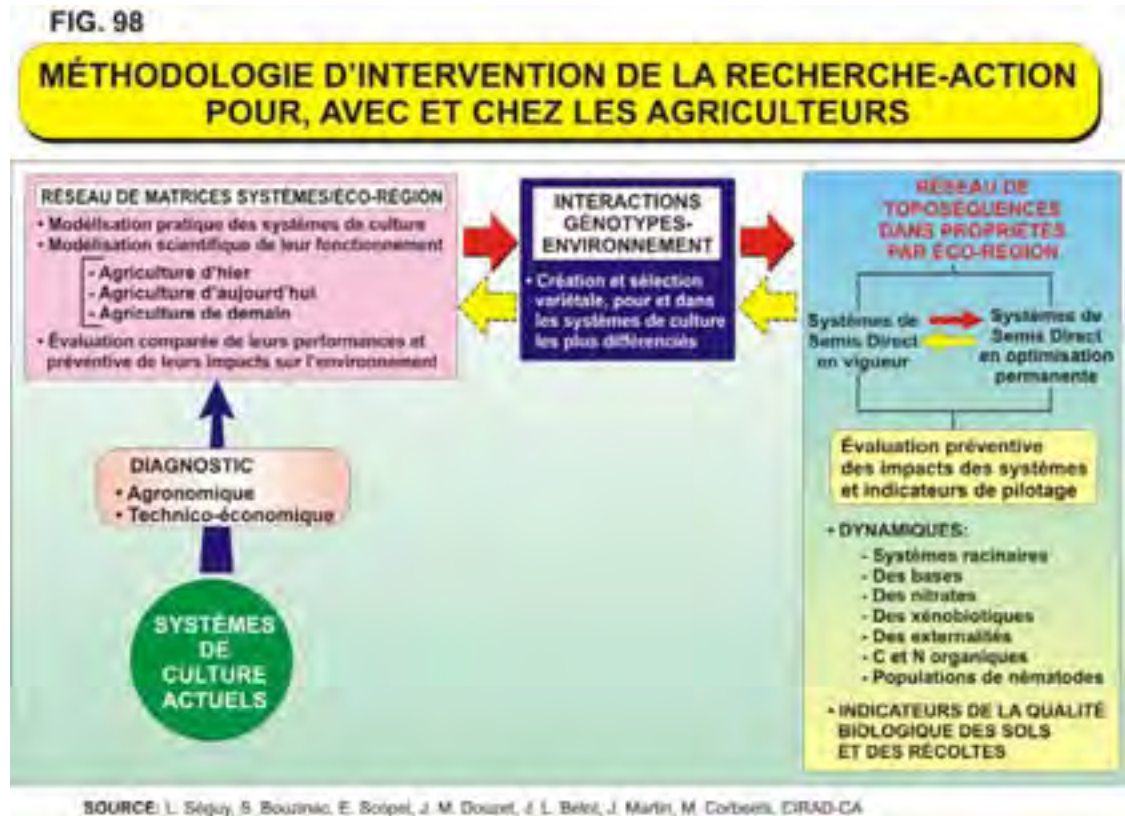 FIG. 98
MÉTHODOLOGIE D'INTERVENTION DE LA RECHERCHE-ACTION
POUR, AVEC ET CHEZ LES AGRICULTEURS
RÉSEAU DE MATRICES SYSTÈMES/ÉCO-RÉGION
• Modélisation pratique des systèmes de culture
• Modélisation scientifique de leur fonctionnement
- Agriculture d'hier
- Agriculture d'aujourd'hui
- Agriculture de demain
• Évaluation comparée de leurs performances et
préventive de leurs impacts sur l'environnement
DIAGNOSTIC
• Agronomique
• Technico-économique
SYSTÈMES
DE
CULTURE
ACTUELS
INTERACTIONS
GÉNOTYPES-
ENVIRONNEMENT
• Création et sélection
variétale, pour et dans
les systèmes de culture
les plus différenciés
RÉSEAU DE
TOPOSÉQUENCES
DANS PROPRIÉTÉS
PAR ÉCO-RÉGION
Systèmes de
Semis Direct
en vigueur
Systèmes de
Semis Direct
en optimisation
permanente
Évaluation préventive
des impacts des systèmes
et indicateurs de pilotage
• DYNAMIQUES:
- Systèmes racinaires
- Des bases
- Des nitrates
- Des xénobiotiques
- Des externalités
- C et N organiques
- Populations de nématodes
• INDICATEURS DE LA QUALITÉ
BIOLOGIQUE DES SOLS
ET DES RÉCOLTES
SOURCE: L. Séguy, S. Bouzinac, E. Scopel, J. M. Douzet, J. L. Belot, J. Martin, M. Corbeels, CIRAD-CA